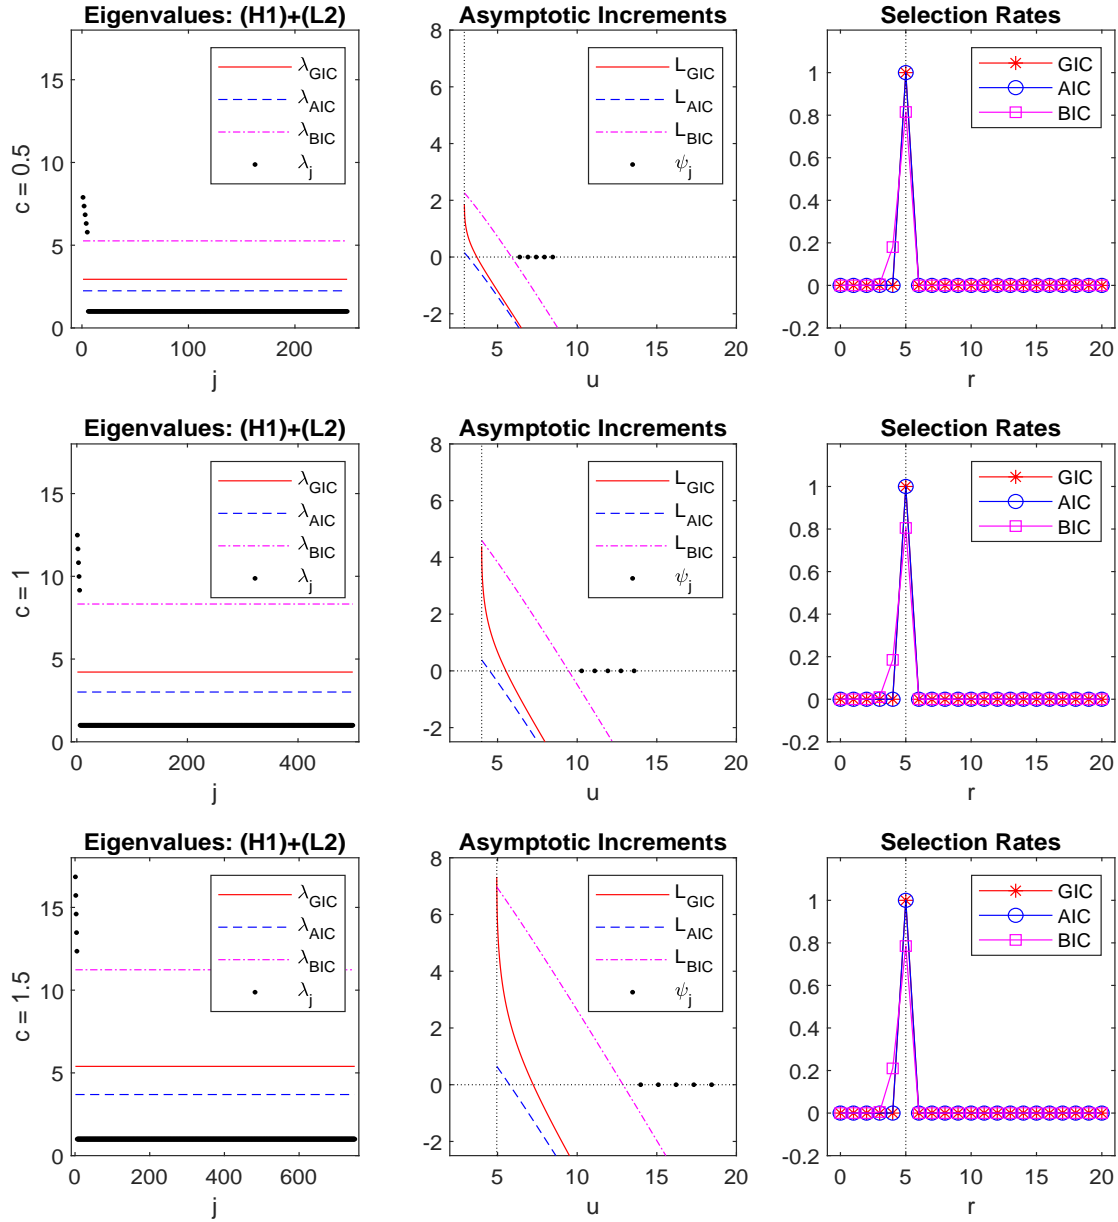 Eigenvalues: (H1)+(L2)
Asymptotic Increments
Selection Rates
c = 0.5
15
10
5
0
λGIC
λAIC
λBIC
λj
0
100
200
j
8
6
4
2
0
-2
LGIC
LAIC
LBIC
ψj
5
10
15
20
u
1
0.8
0.6
0.4
0.2
0
-0.2
GIC
AIC
BIC
0
5
10
15
20
r
Eigenvalues: (H1)+(L2)
Asymptotic Increments
Selection Rates
c = 1
15
10
5
0
λGIC
λAIC
λBIC
λj
0
200
400
j
8
6
4
2
0
-2
LGIC
LAIC
LBIC
ψj
5
10
15
20
u
1
0.8
0.6
0.4
0.2
0
-0.2
GIC
AIC
BIC
0
5
10
15
20
r
Eigenvalues: (H1)+(L2)
Asymptotic Increments
Selection Rates
c = 1.5
15
10
5
0
λGIC
λAIC
λBIC
λj
0
200
400
600
j
8
6
4
2
0
-2
LGIC
LAIC
LBIC
ψj
5
10
15
20
u
1
0.8
0.6
0.4
0.2
0
-0.2
GIC
AIC
BIC
0
5
10
15
20
r